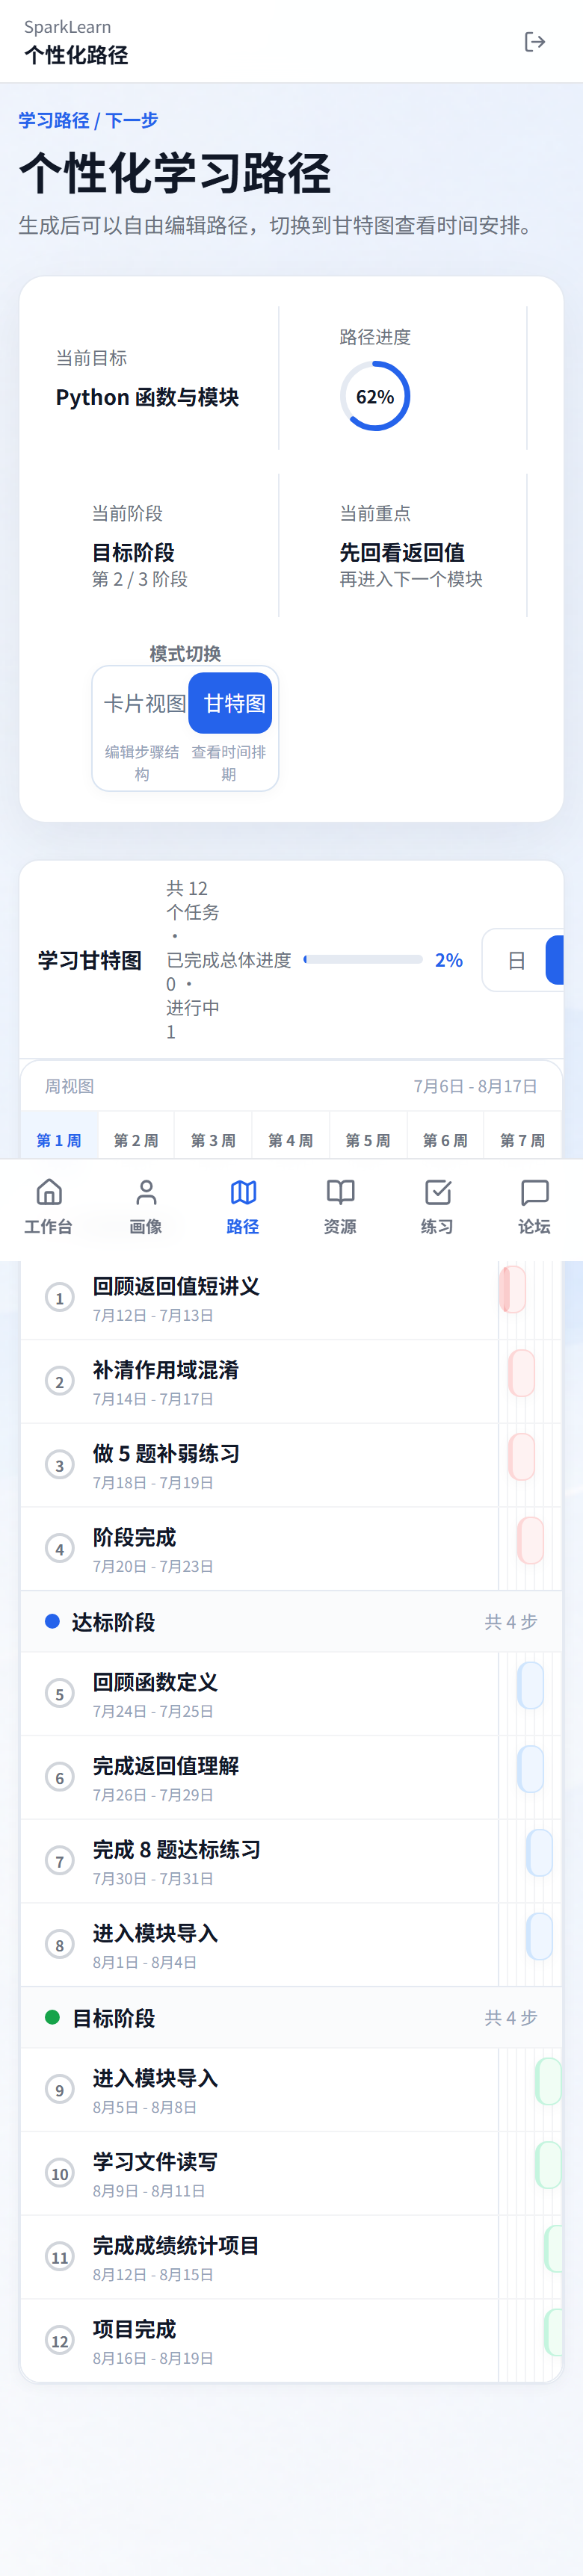 SparkLearn
个性化路径
学习路径 / 下一步
个性化学习路径
生成后可以自由编辑路径，切换到甘特图查看时间安排。
当前目标
Python 函数与模块
路径进度
62%
当前阶段
目标阶段
第 2 / 3 阶段
当前重点
先回看返回值
再进入下一个模块
模式切换
卡片视图
甘特图
编辑步骤结
构
查看时间排
期
学习甘特图
共 12
个任务
·
已完成
0 ·
进行中
1
总体进度
2%
日
周视图
7月6日 - 8月17日
第 1 周
第 2 周
第 3 周
第 4 周
第 5 周
第 6 周
第 7 周
工作台
画像
路径
资源
练习
论坛
1
回顾返回值短讲义
7月12日 - 7月13日
2
补清作用域混淆
7月14日 - 7月17日
3
做 5 题补弱练习
7月18日 - 7月19日
4
阶段完成
7月20日 - 7月23日
达标阶段
共 4 步
5
回顾函数定义
7月24日 - 7月25日
6
完成返回值理解
7月26日 - 7月29日
7
完成 8 题达标练习
7月30日 - 7月31日
8
进入模块导入
8月1日 - 8月4日
目标阶段
共 4 步
9
进入模块导入
8月5日 - 8月8日
10
学习文件读写
8月9日 - 8月11日
11
完成成绩统计项目
8月12日 - 8月15日
12
项目完成
8月16日 - 8月19日